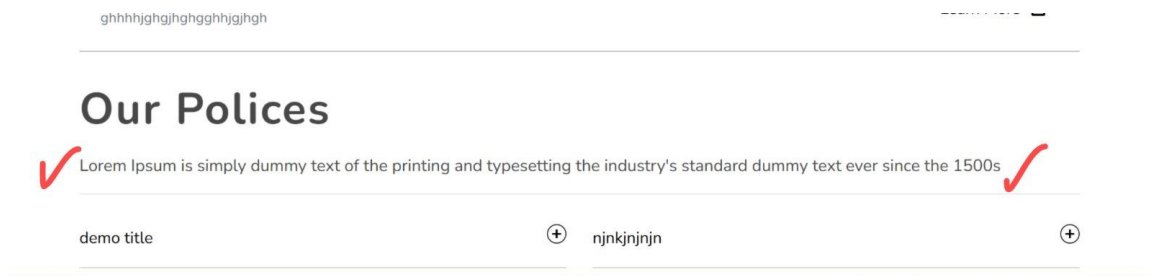 ghhhhjghgjhghgghhjgjhgh
Our Polices
Lorem Ipsum is simply dummy text of the printing and typesetting the industry's standard dummy text ever since the 1500s
demo title
njnkjnjnjn